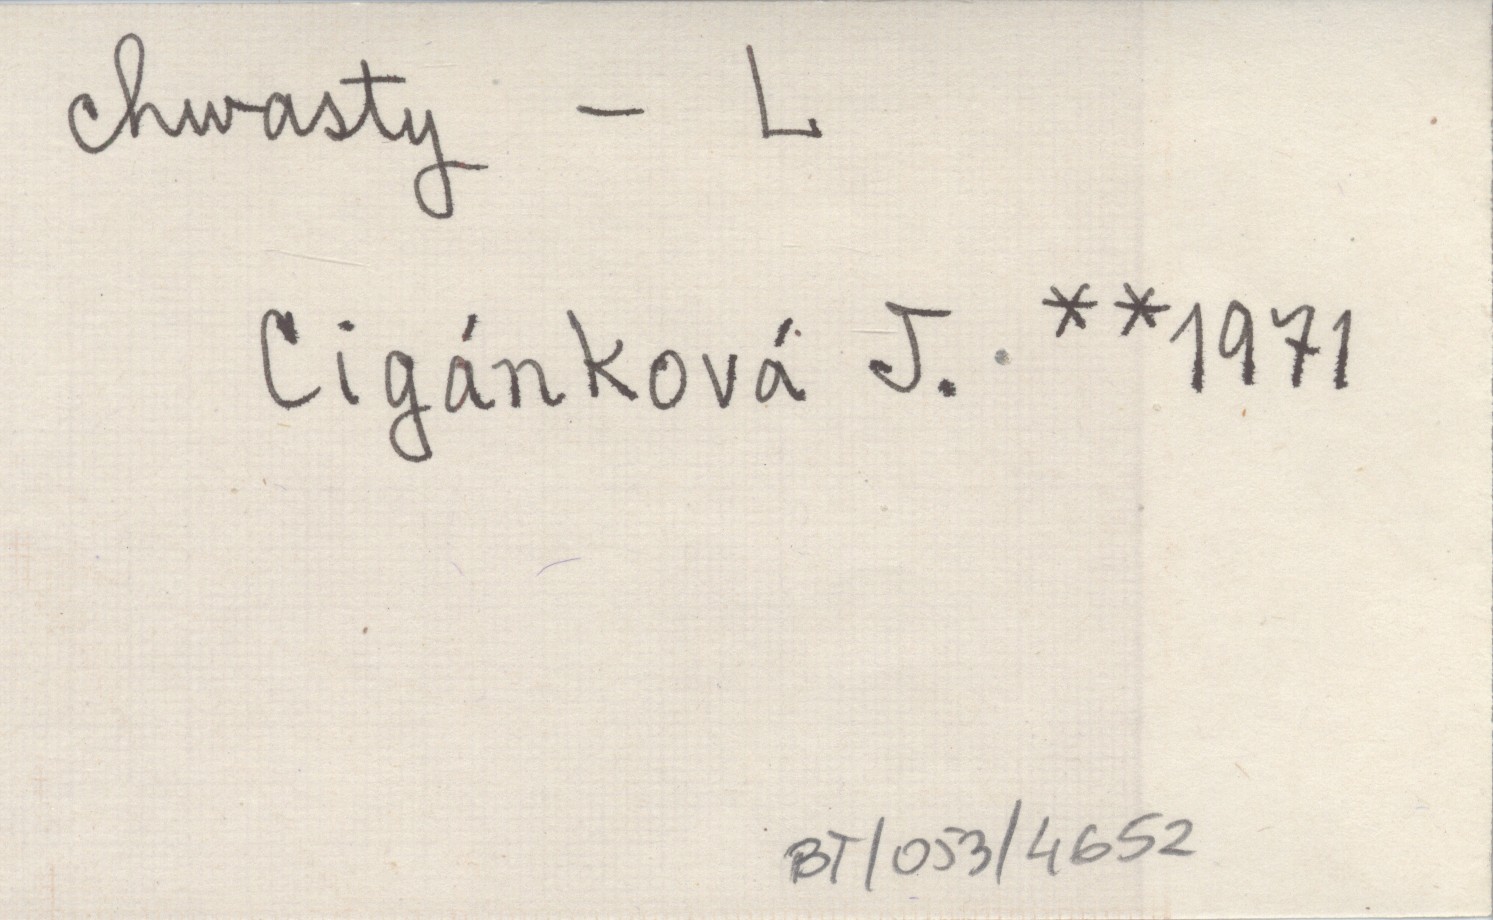 chwasty - L
Cigánková J. **1971
BT/053/4652